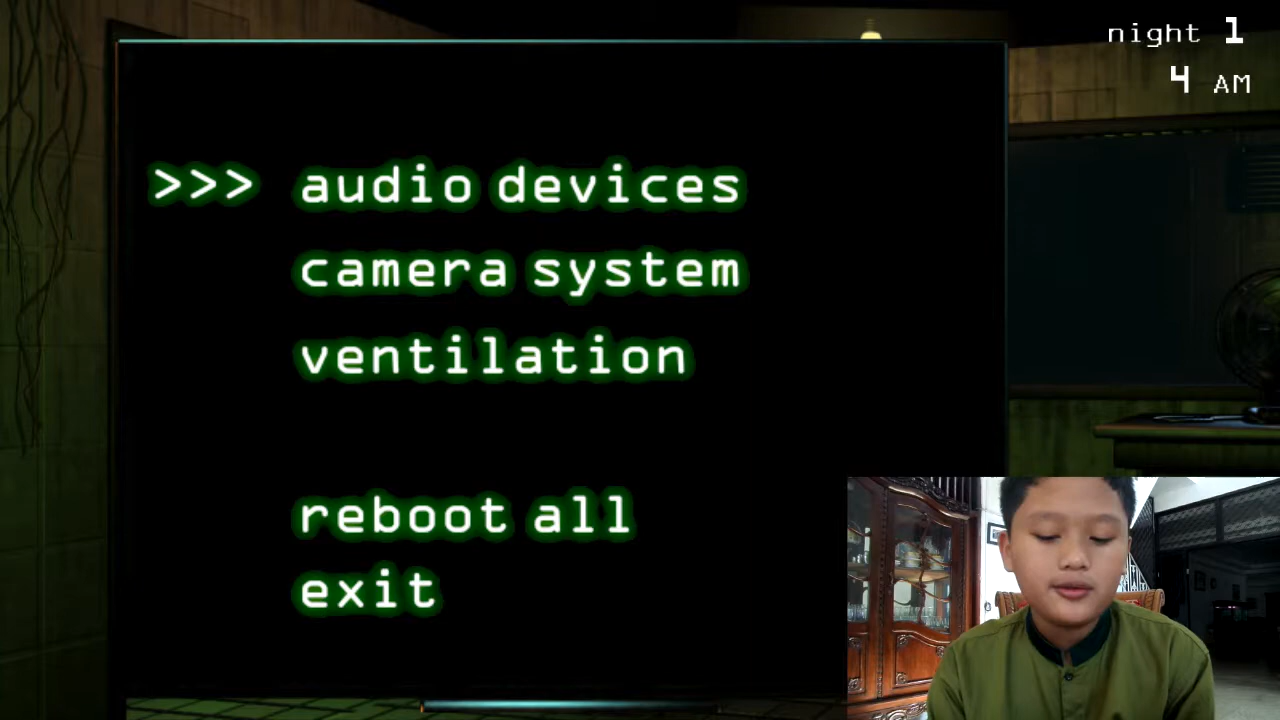 night 1
4 AM
>>> audio devices
camera system
ventilation
reboot all
exit